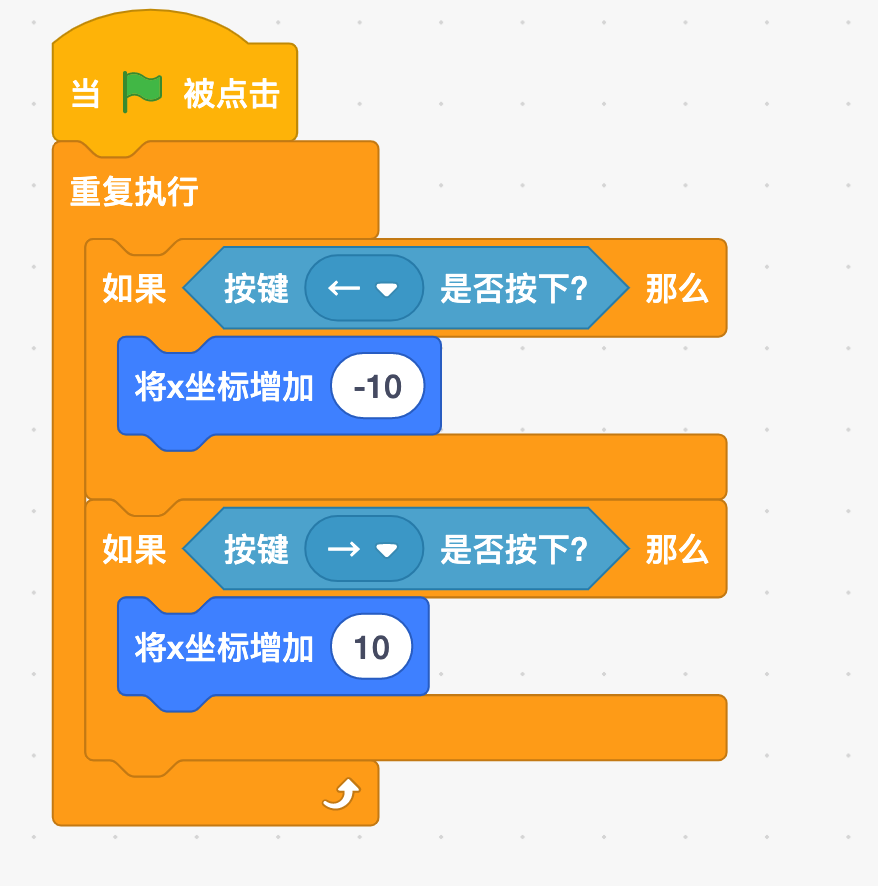 当 被点击
重复执行
如果 按键 ← 是否按下? 那么
将x坐标增加 -10
如果 按键 → 是否按下? 那么
将x坐标增加 10